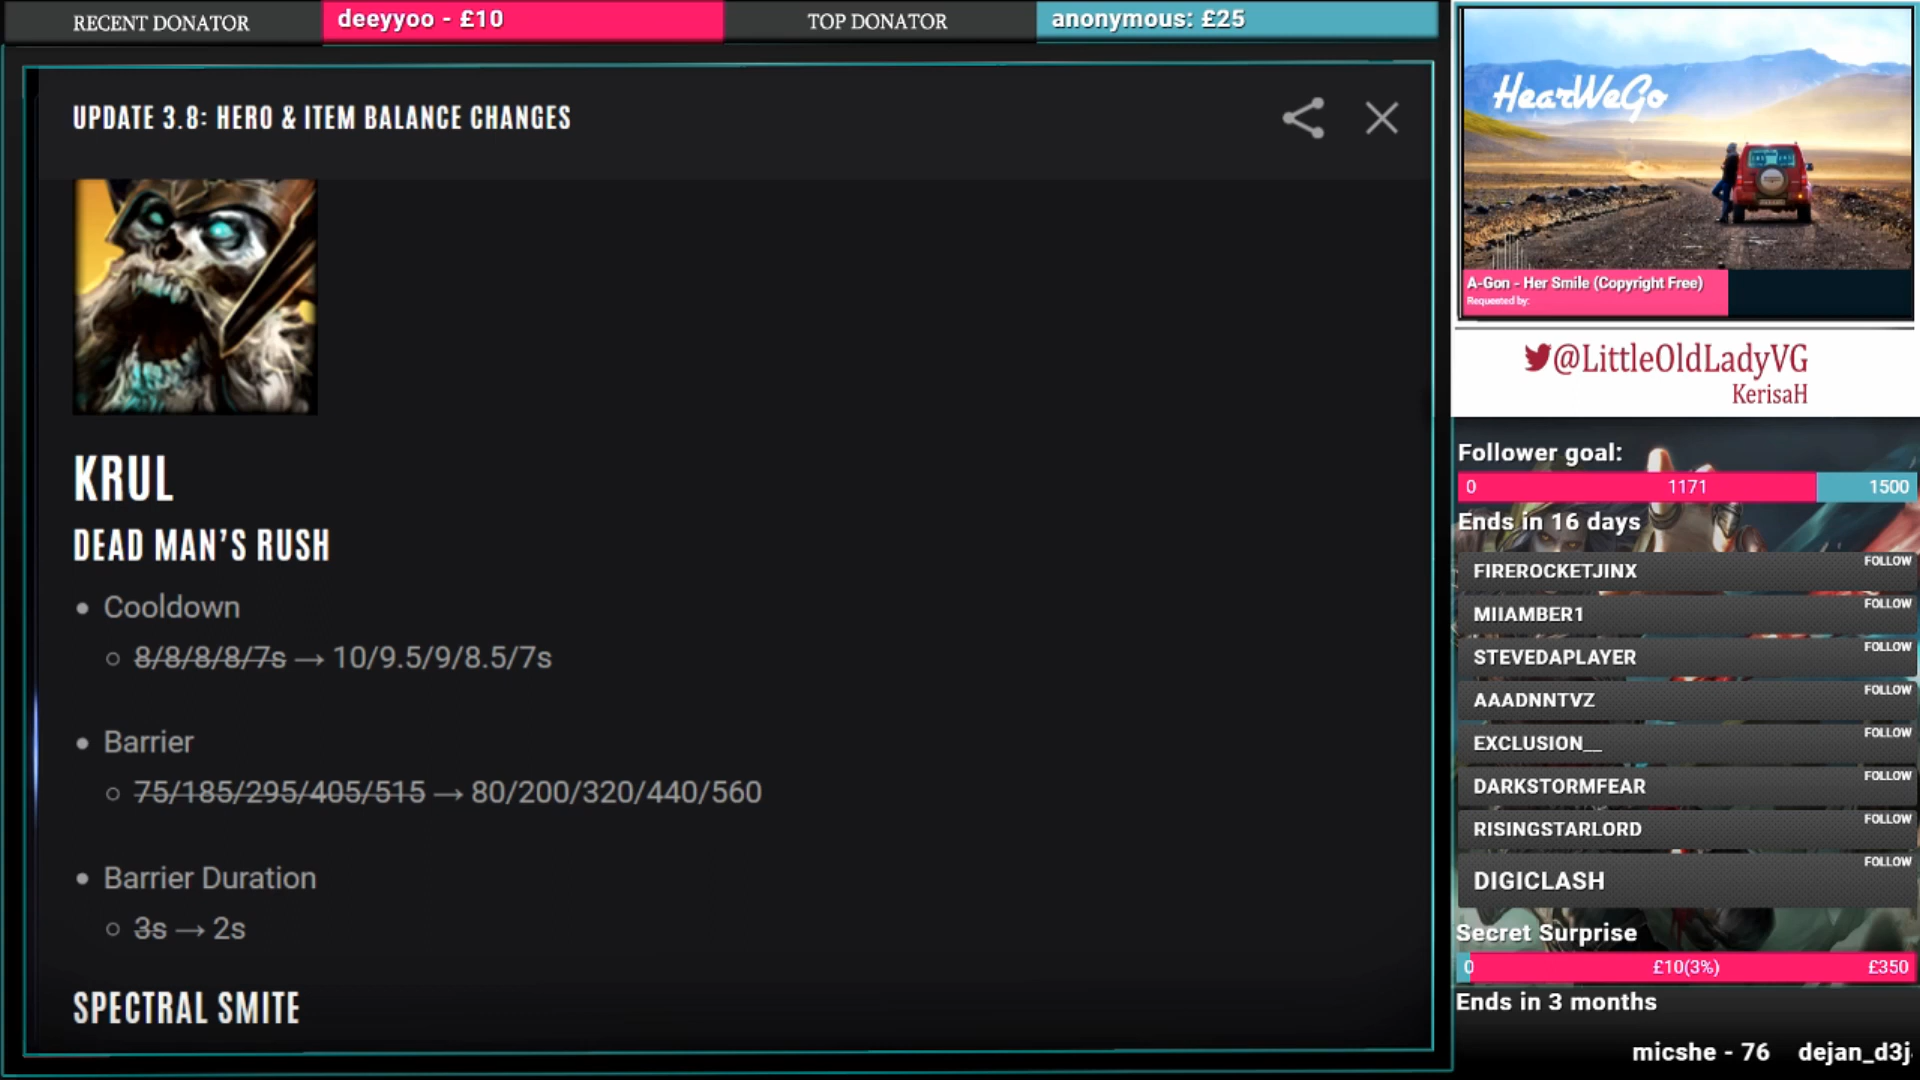 RECENT DONATOR
deeyyoo - £10
TOP DONATOR
anonymous: £25
UPDATE 3.8: HERO & ITEM BALANCE CHANGES
KRUL
DEAD MAN'S RUSH
• Cooldown
○ 8/8/8/8/7s → 10/9.5/9/8.5/7s
• Barrier
○ 75/185/295/405/515 → 80/200/320/440/560
• Barrier Duration
○ 3s → 2s
SPECTRAL SMITE
HearWeGo
A-Gon - Her Smile (Copyright Free)
Requested by:
@LittleOldLadyVG
KerisaH
Follower goal:
0 1171 1500
Ends in 16 days
FIREROCKETJINX FOLLOW
MIIAMBER1 FOLLOW
STEVEDAPLAYER FOLLOW
AAADNNTVZ FOLLOW
EXCLUSION__ FOLLOW
DARKSTORMFEAR FOLLOW
RISINGSTARLORD FOLLOW
DIGICLASH FOLLOW
Secret Surprise
0 £10(3%) £350
Ends in 3 months
micshe - 76 dejan_d3j